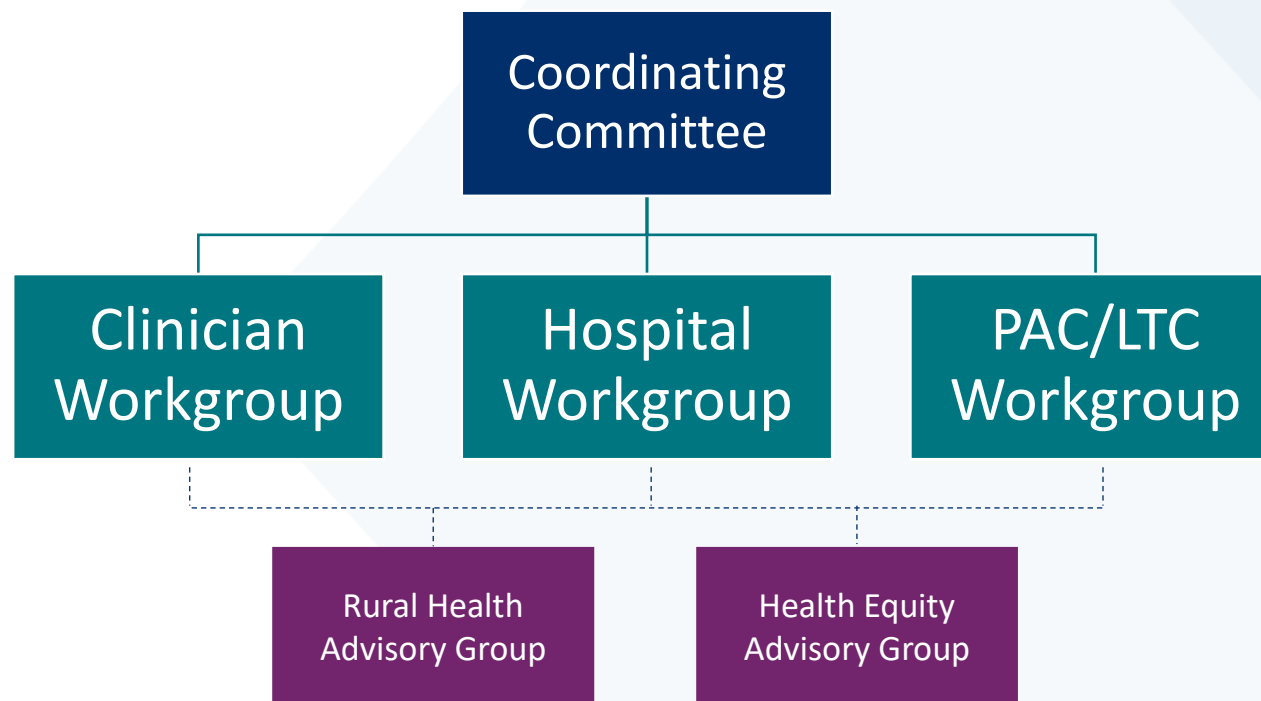 Coordinating
Committee
Clinician
Workgroup
Hospital
Workgroup
PAC/LTC
Workgroup
Rural Health
Advisory Group
Health Equity
Advisory Group